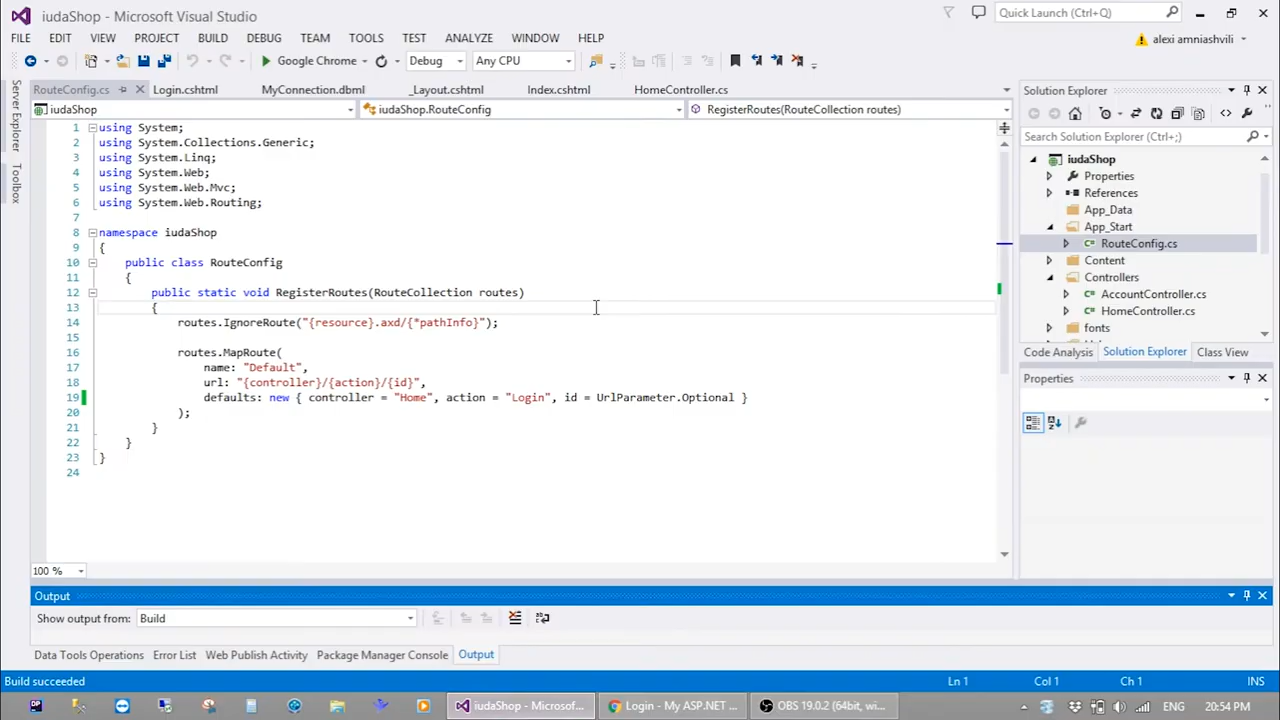 iudaShop - Microsoft Visual Studio
Quick Launch (Ctrl+Q)
FILE EDIT VIEW PROJECT BUILD DEBUG TEAM TOOLS TEST ANALYZE WINDOW HELP
alexi amniashvili
Google Chrome
Debug
Any CPU
Server Explorer
Toolbox
RouteConfig.cs
Login.cshtml
MyConnection.dbml
_Layout.cshtml
Index.cshtml
HomeController.cs
iudaShop
iudaShop.RouteConfig
RegisterRoutes(RouteCollection routes)
1 using System;
2 using System.Collections.Generic;
3 using System.Linq;
4 using System.Web;
5 using System.Web.Mvc;
6 using System.Web.Routing;
7
8 namespace iudaShop
9 {
10 public class RouteConfig
11 {
12 public static void RegisterRoutes(RouteCollection routes)
13 {
14 routes.IgnoreRoute("{resource}.axd/{*pathInfo}");
15
16 routes.MapRoute(
17 name: "Default",
18 url: "{controller}/{action}/{id}",
19 defaults: new { controller = "Home", action = "Login", id = UrlParameter.Optional }
20 );
21 }
22 }
23 }
24
100 %
Solution Explorer
Search Solution Explorer (Ctrl+;)
iudaShop
Properties
References
App_Data
App_Start
RouteConfig.cs
Content
Controllers
AccountController.cs
HomeController.cs
fonts
Code Analysis Solution Explorer Class View
Properties
Output
Show output from: Build
Data Tools Operations Error List Web Publish Activity Package Manager Console Output
Build succeeded
Ln 1 Col 1 Ch 1 INS
iudaShop - Microsof...
Login - My ASP.NET ...
OBS 19.0.2 (64bit, wi...
20:54 PM